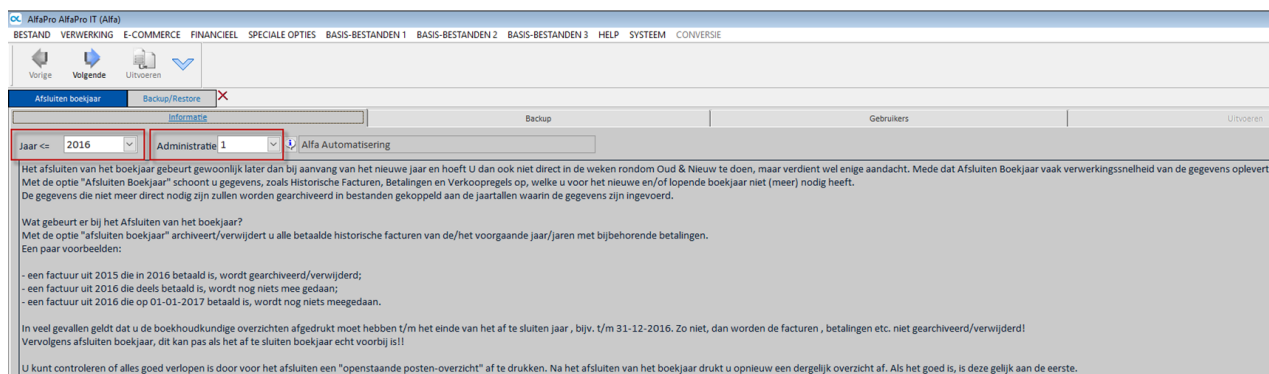 AlfaPro AlfaPro IT (Alfa)
BESTAND VERWERKING E-COMMERCE FINANCIEEL SPECIALE OPTIES BASIS-BESTANDEN 1 BASIS-BESTANDEN 2 BASIS-BESTANDEN 3 HELP SYSTEEM CONVERSIE
Vorige Volgende Uitvoeren
Afsluiten boekjaar Backup/Restore
Informatie Backup Gebruikers Uitvoeren
Jaar <= 2016 Administratie 1 Alfa Automatisering
Het afsluiten van het boekjaar gebeurt gewoonlijk later dan bij aanvang van het nieuwe jaar en hoeft U dan ook niet direct in de weken rondom Oud & Nieuw te doen, maar verdient wel enige aandacht. Mede dat Afsluiten Boekjaar vaak verwerkingssnelheid van de gegevens oplevert
Met de optie "Afsluiten Boekjaar" schoont u gegevens, zoals Historische Facturen, Betalingen en Verkoopregels op, welke u voor het nieuwe en/of lopende boekjaar niet (meer) nodig heeft.
De gegevens die niet meer direct nodig zijn zullen worden gearchiveerd in bestanden gekoppeld aan de jaartallen waarin de gegevens zijn ingevoerd.
Wat gebeurt er bij het Afsluiten van het boekjaar?
Met de optie "afsluiten boekjaar" archiveert/verwijdert u alle betaalde historische facturen van de/het voorgaande jaar/jaren met bijbehorende betalingen.
Een paar voorbeelden:
- een factuur uit 2015 die in 2016 betaald is, wordt gearchiveerd/verwijderd;
- een factuur uit 2016 die deels betaald is, wordt nog niets mee gedaan;
- een factuur uit 2016 die op 01-01-2017 betaald is, wordt nog niets meegedaan.
In veel gevallen geldt dat u de boekhoudkundige overzichten afgedrukt moet hebben t/m het einde van het af te sluiten jaar , bijv. t/m 31-12-2016. Zo niet, dan worden de facturen , betalingen etc. niet gearchiveerd/verwijderd!
Vervolgens afsluiten boekjaar, dit kan pas als het af te sluiten boekjaar echt voorbij is!!
U kunt controleren of alles goed verlopen is door voor het afsluiten een "openstaande posten-overzicht" af te drukken. Na het afsluiten van het boekjaar drukt u opnieuw een dergelijk overzicht af. Als het goed is, is deze gelijk aan de eerste.